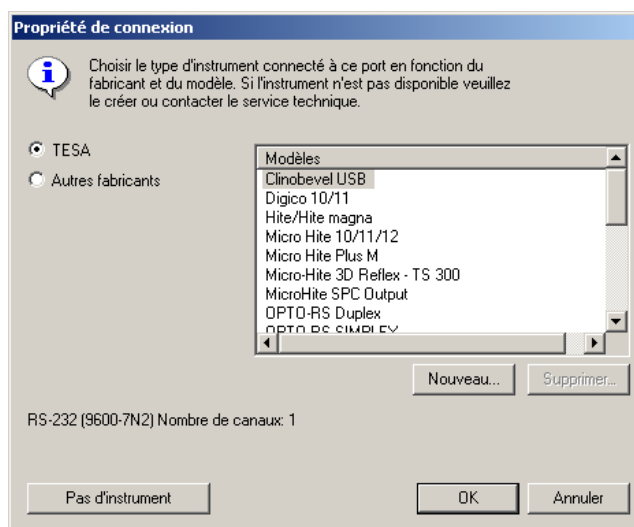 Propriété de connexion
Choisir le type d'instrument connecté à ce port en fonction du
fabricant et du modèle. Si l'instrument n'est pas disponible veuillez
le créer ou contacter le service technique.
TESA
Autres fabricants
Modèles
Clinobevel USB
Digico 10/11
Hite/Hite magna
Micro Hite 10/11/12
Micro Hite Plus M
Micro-Hite 3D Reflex - TS 300
MicroHite SPC Output
OPTO-RS Duplex
OPTO-RS SIMPLEX
Nouveau...
Supprimer...
RS-232 (9600-7N2) Nombre de canaux: 1
Pas d'instrument
OK
Annuler